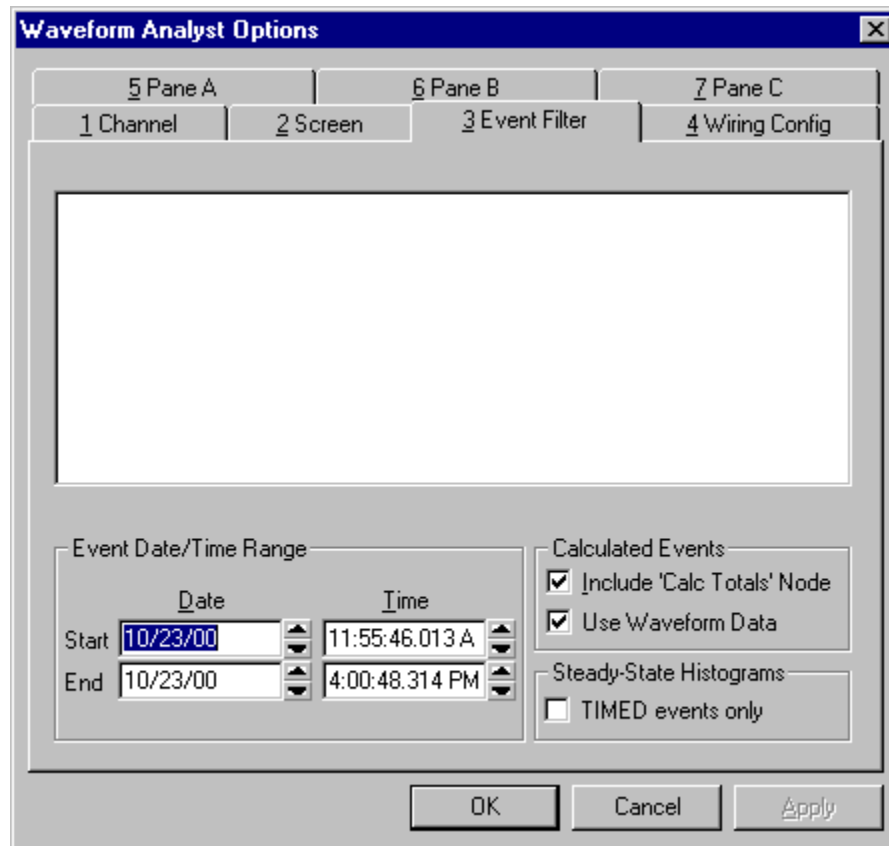 Waveform Analyst Options
5 Pane A
6 Pane B
7 Pane C
1 Channel
2 Screen
3 Event Filter
4 Wiring Config
Event Date/Time Range
Date
Time
Start
10/23/00
11:55:46.013 A
End
10/23/00
4:00:48.314 PM
Calculated Events
Include 'Calc Totals' Node
Use Waveform Data
Steady-State Histograms
TIMED events only
OK
Cancel
Apply